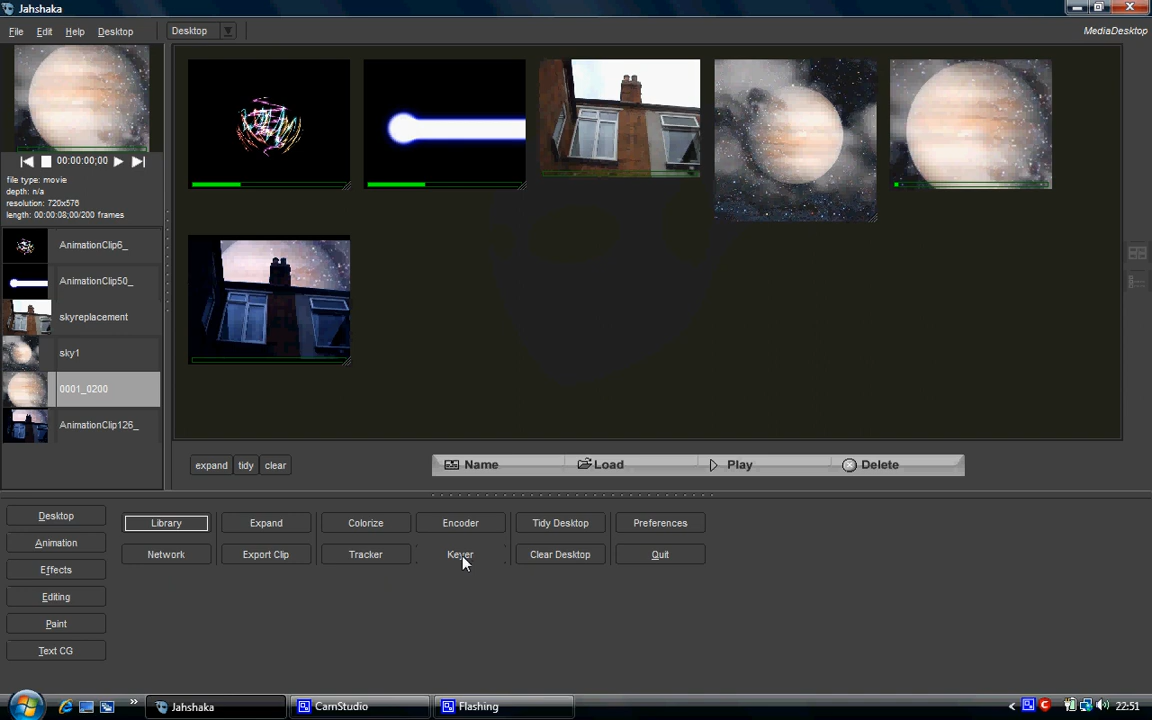 Jahshaka
File Edit Help Desktop Desktop MediaDesktop
00:00:00;00
file type: movie
depth: n/a
resolution: 720x576
length: 00:00:08;00/200 frames
AnimationClip6_
AnimationClip50_
skyreplacement
sky1
0001_0200
AnimationClip126_
expand tidy clear Name Load Play Delete
Desktop Library Expand Colorize Encoder Tidy Desktop Preferences
Animation Network Export Clip Tracker Keyer Clear Desktop Quit
Effects
Editing
Paint
Text CG
Jahshaka CamStudio Flashing 22:51